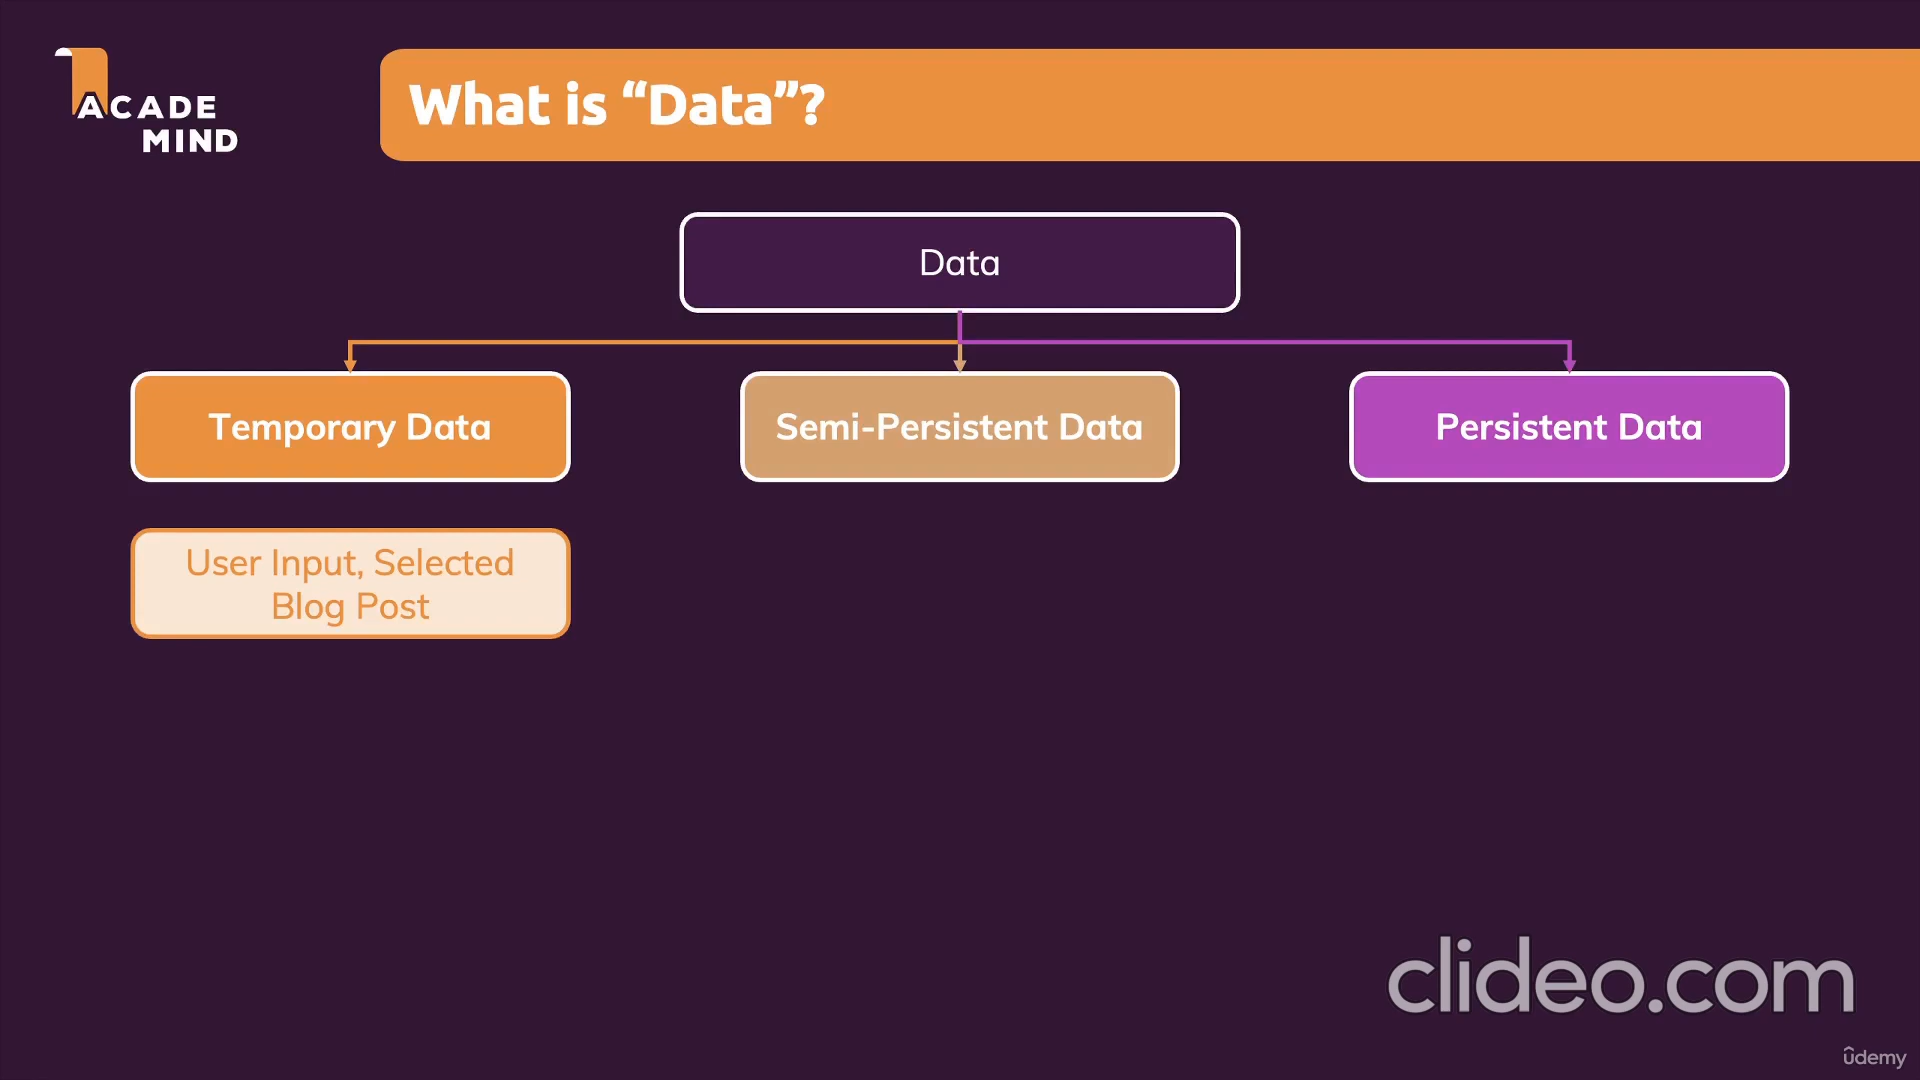 ACADE
MIND
What is “Data”?
Data
Temporary Data
Semi-Persistent Data
Persistent Data
User Input, Selected
Blog Post
clideo.com
ûdemy